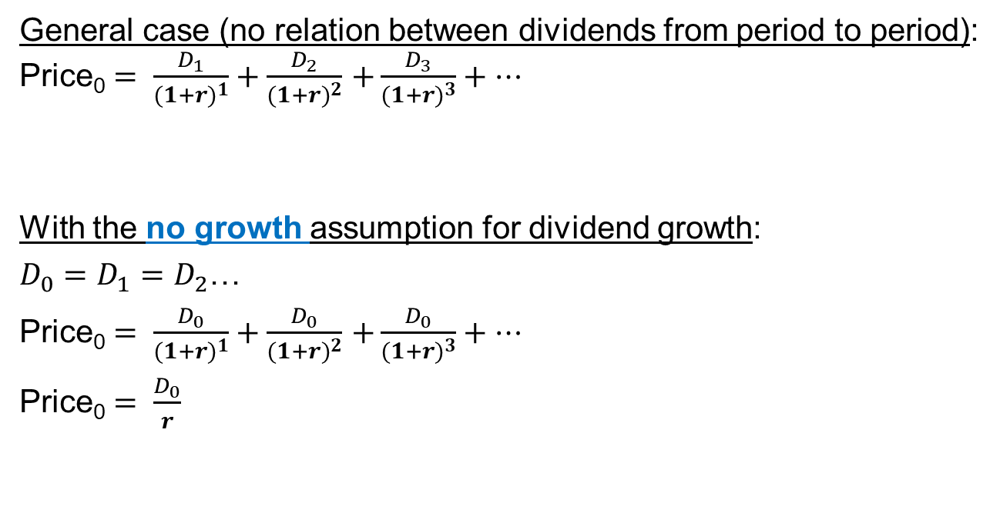 General case (no relation between dividends from period to period):
Price₀ = D₁/(1+r)¹ + D₂/(1+r)² + D₃/(1+r)³ + ⋯
With the no growth assumption for dividend growth:
D₀ = D₁ = D₂…
Price₀ = D₀/(1+r)¹ + D₀/(1+r)² + D₀/(1+r)³ + ⋯
Price₀ = D₀/r